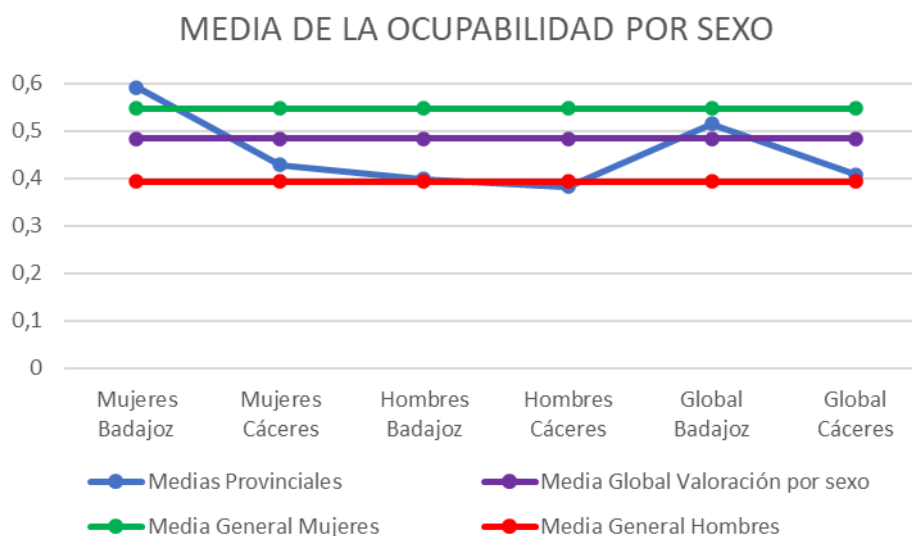 MEDIA DE LA OCUPABILIDAD POR SEXO
0,6
0,5
0,4
0,3
0,2
0,1
0
Mujeres Badajoz
Mujeres Cáceres
Hombres Badajoz
Hombres Cáceres
Global Badajoz
Global Cáceres
Medias Provinciales
Media Global Valoración por sexo
Media General Mujeres
Media General Hombres